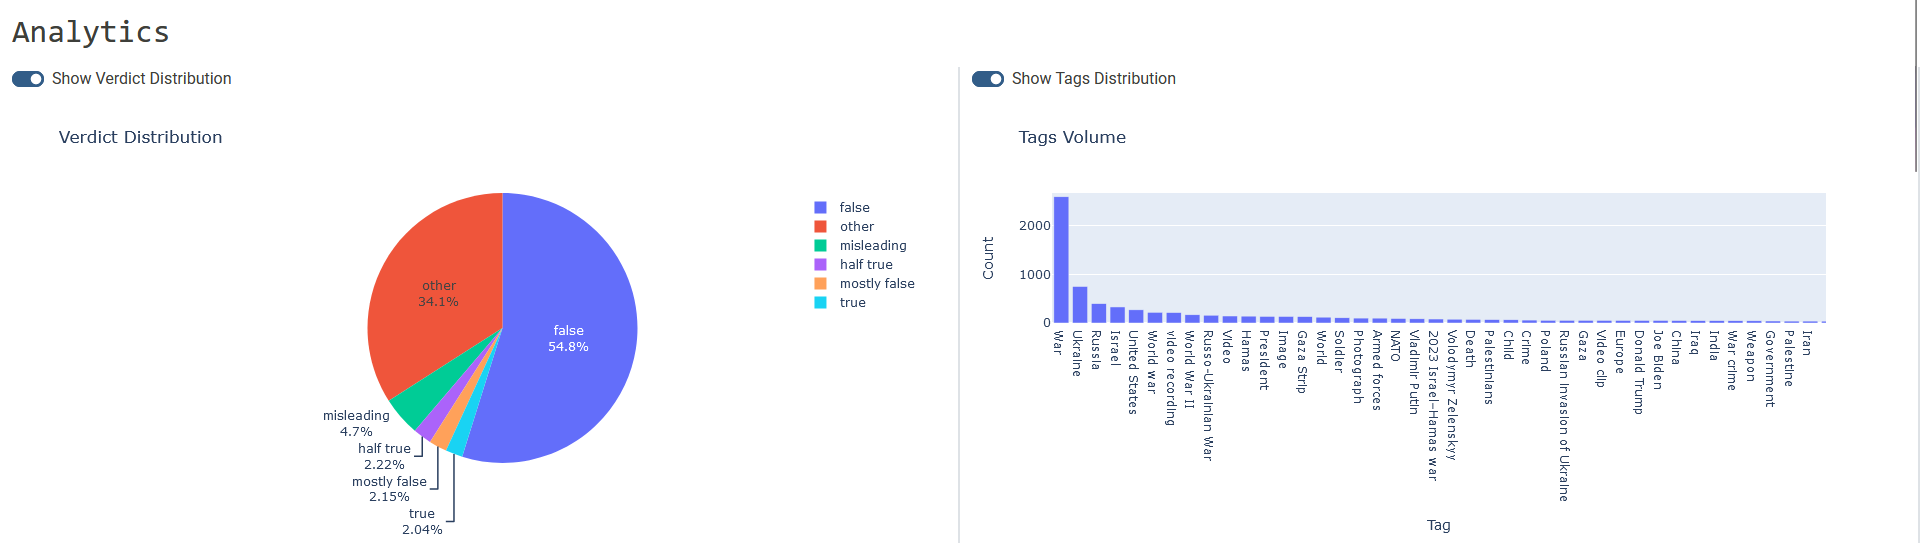 Analytics
Show Verdict Distribution
Verdict Distribution
other
34.1%
false
54.8%
misleading
4.7%
half true
2.22%
mostly false
2.15%
true
2.04%
false
other
misleading
half true
mostly false
true
Show Tags Distribution
Tags Volume
Count
2000
1000
0
War
Ukraine
Russia
Israel
United States
World war
video recording
World War II
Russo-Ukrainian War
Video
Hamas
President
Image
Gaza Strip
World
Soldier
Photograph
Armed forces
NATO
Vladimir Putin
2023 Israel–Hamas war
Volodymyr Zelenskyy
Death
Palestinians
Child
Crime
Poland
Russian invasion of Ukraine
Gaza
Video clip
Europe
Donald Trump
Joe Biden
China
Iraq
India
War crime
Weapon
Government
Palestine
Iran
Tag